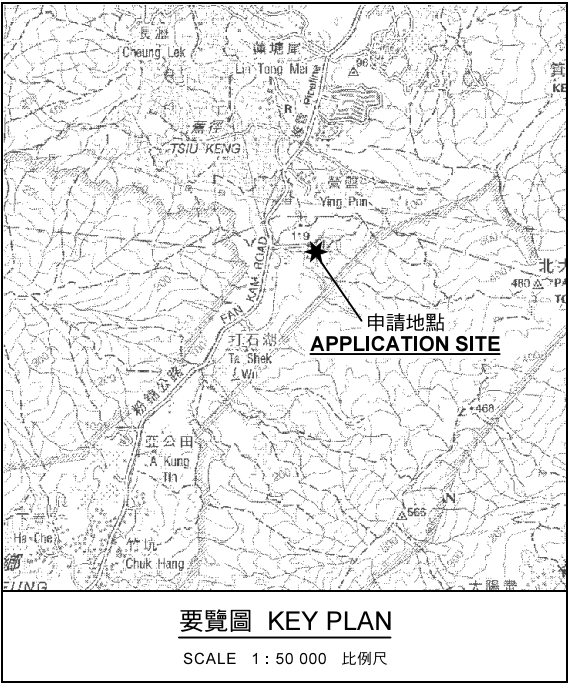 長瀝
Cheung Lek
蓮塘尾
Lin Tong Mei
96
R
蕉徑
TSIU KENG
營盤
Ying Pun
119
FAN KAM ROAD
粉錦公路
北大
480
申請地點
APPLICATION SITE
打石湖
Ta Shek
Wu
468
亞公田
A Kung
Tin
566
N
Ha Che
竹坑
Chuk Hang
鄉
要覽圖 KEY PLAN
SCALE 1 : 50 000 比例尺